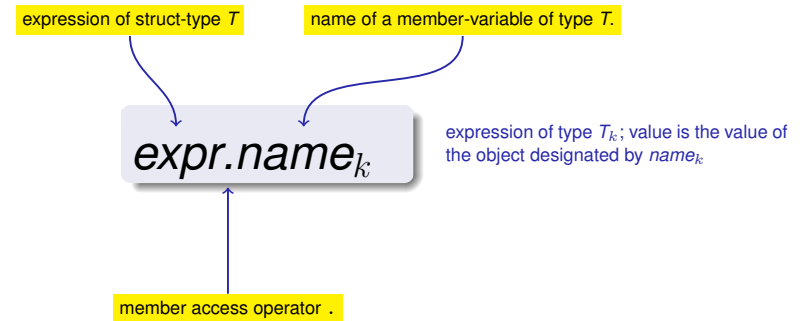 expression of struct-type T
name of a member-variable of type T.
expr.nameₖ
expression of type Tₖ; value is the value of
the object designated by nameₖ
member access operator .